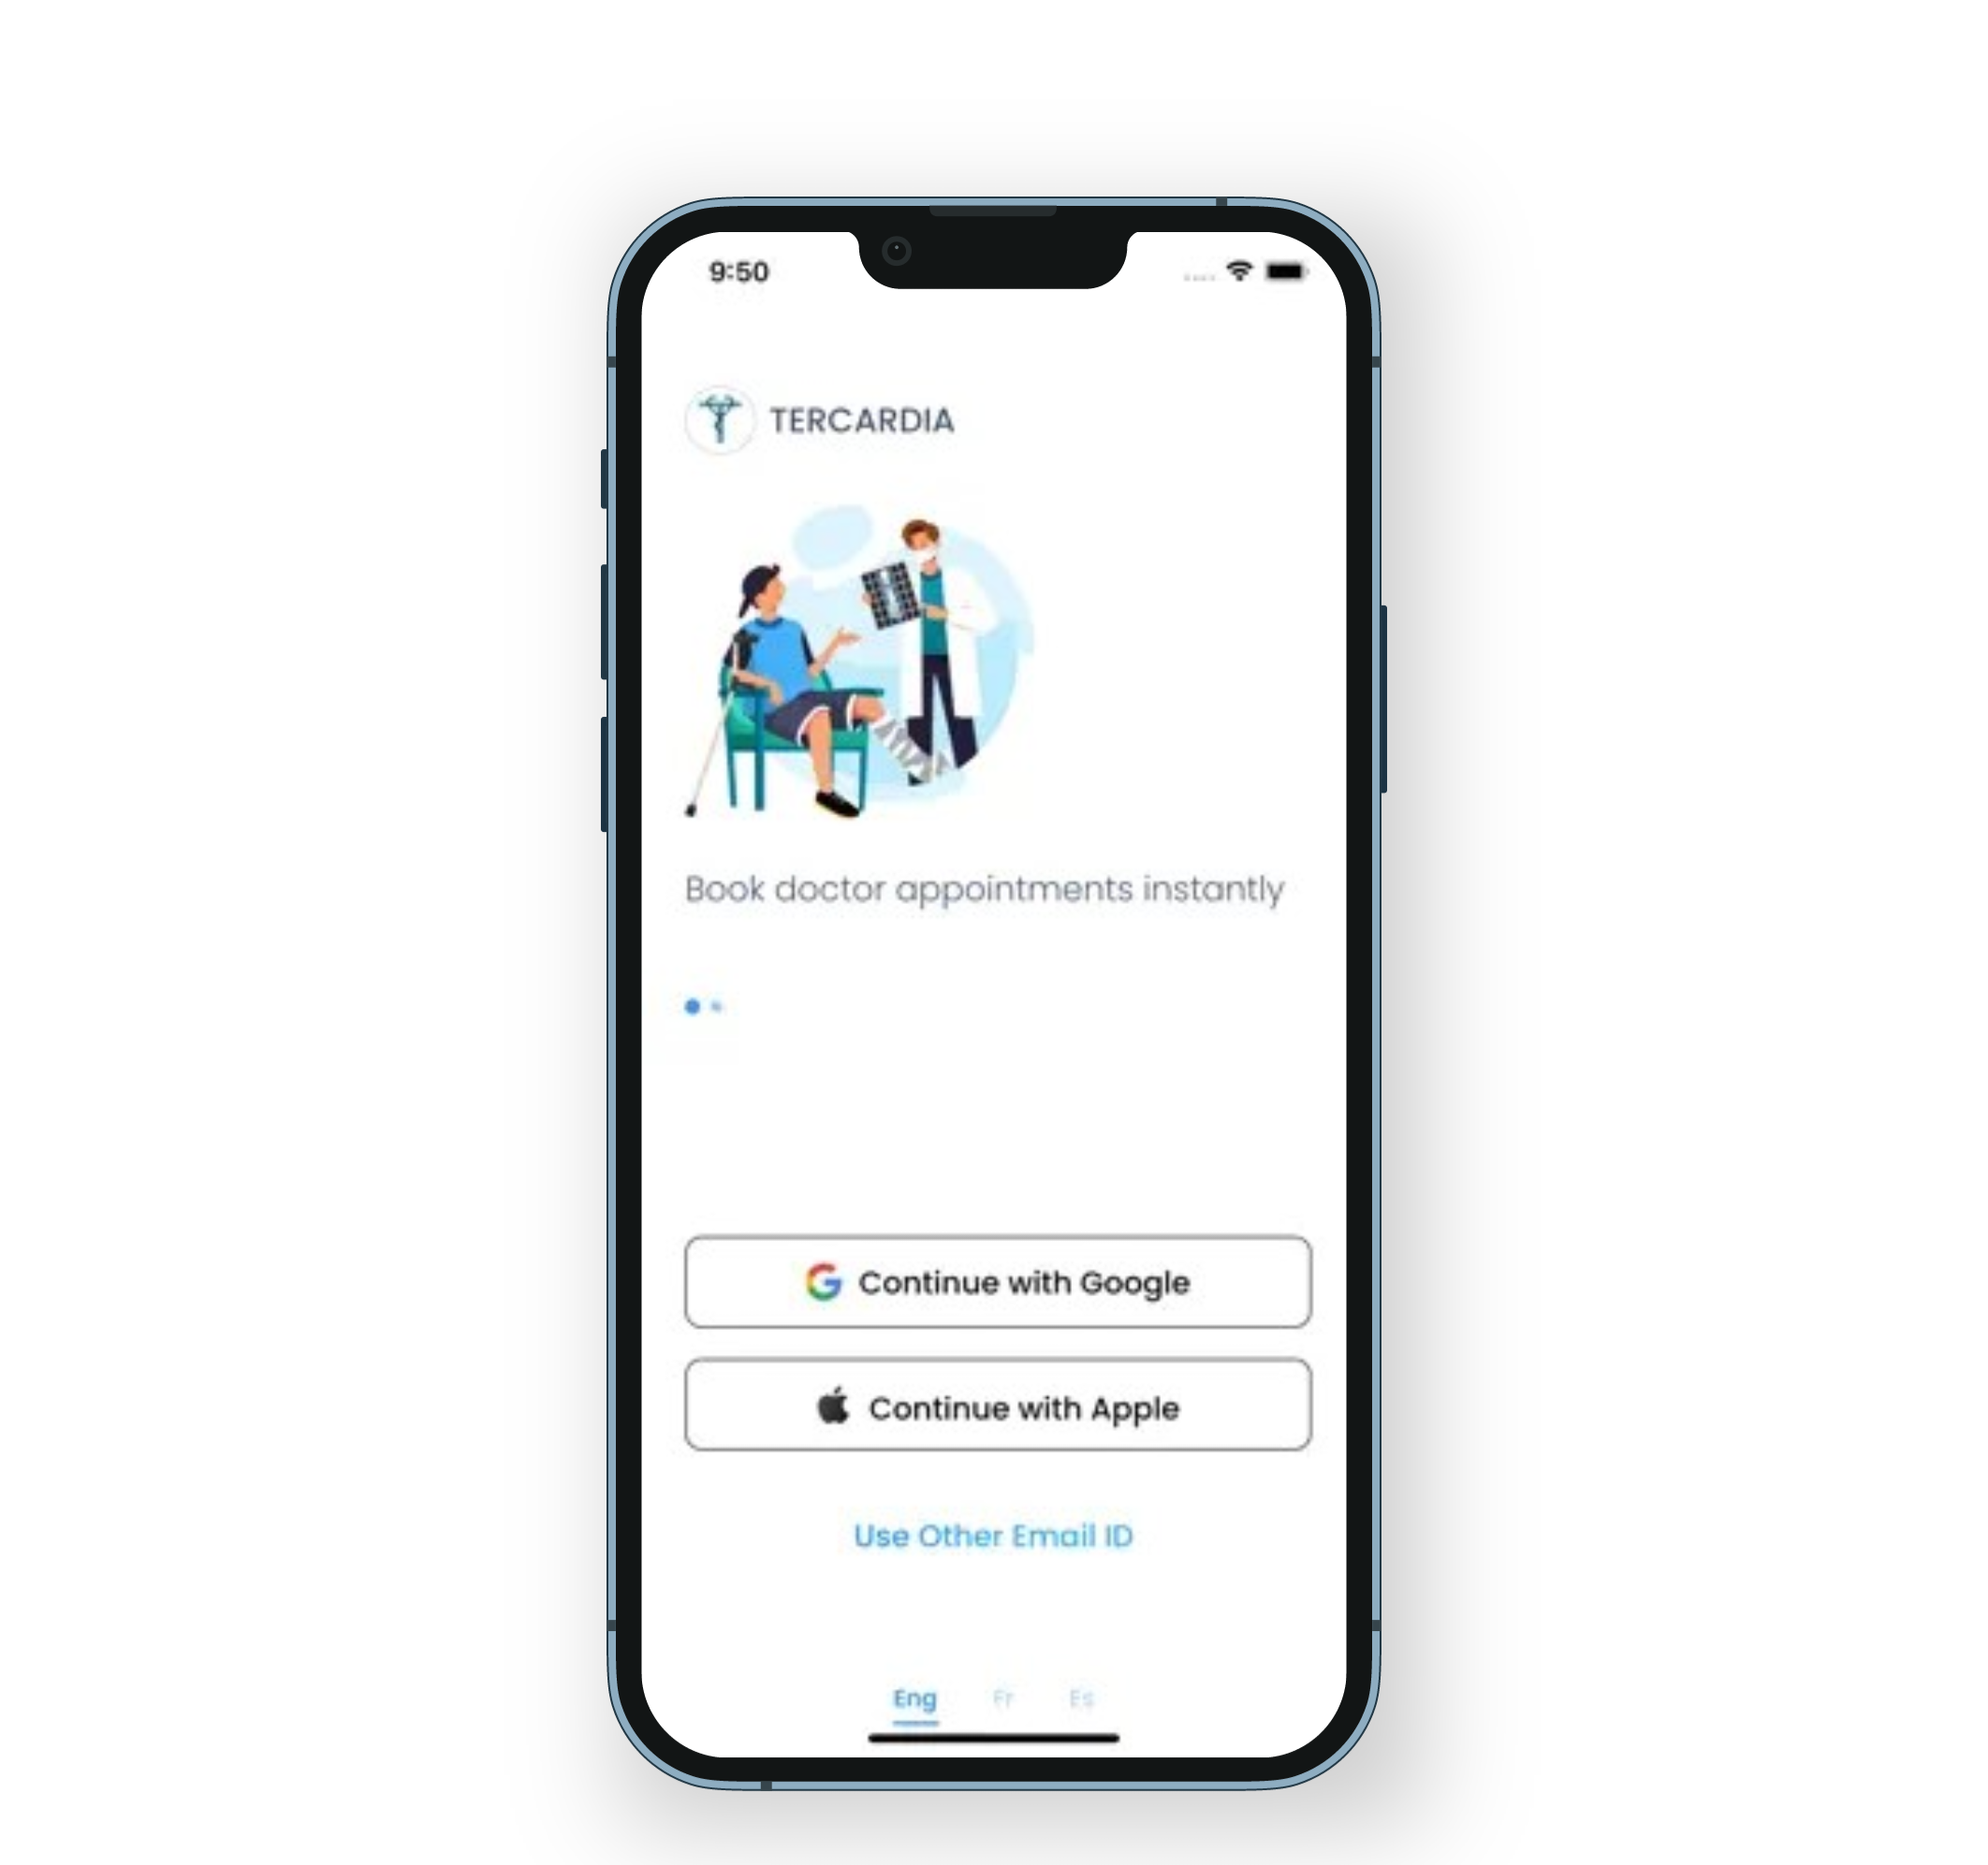 9:50
TERCARDIA
Book doctor appointments instantly
Continue with Google
Continue with Apple
Use Other Email ID
Eng Fr Es